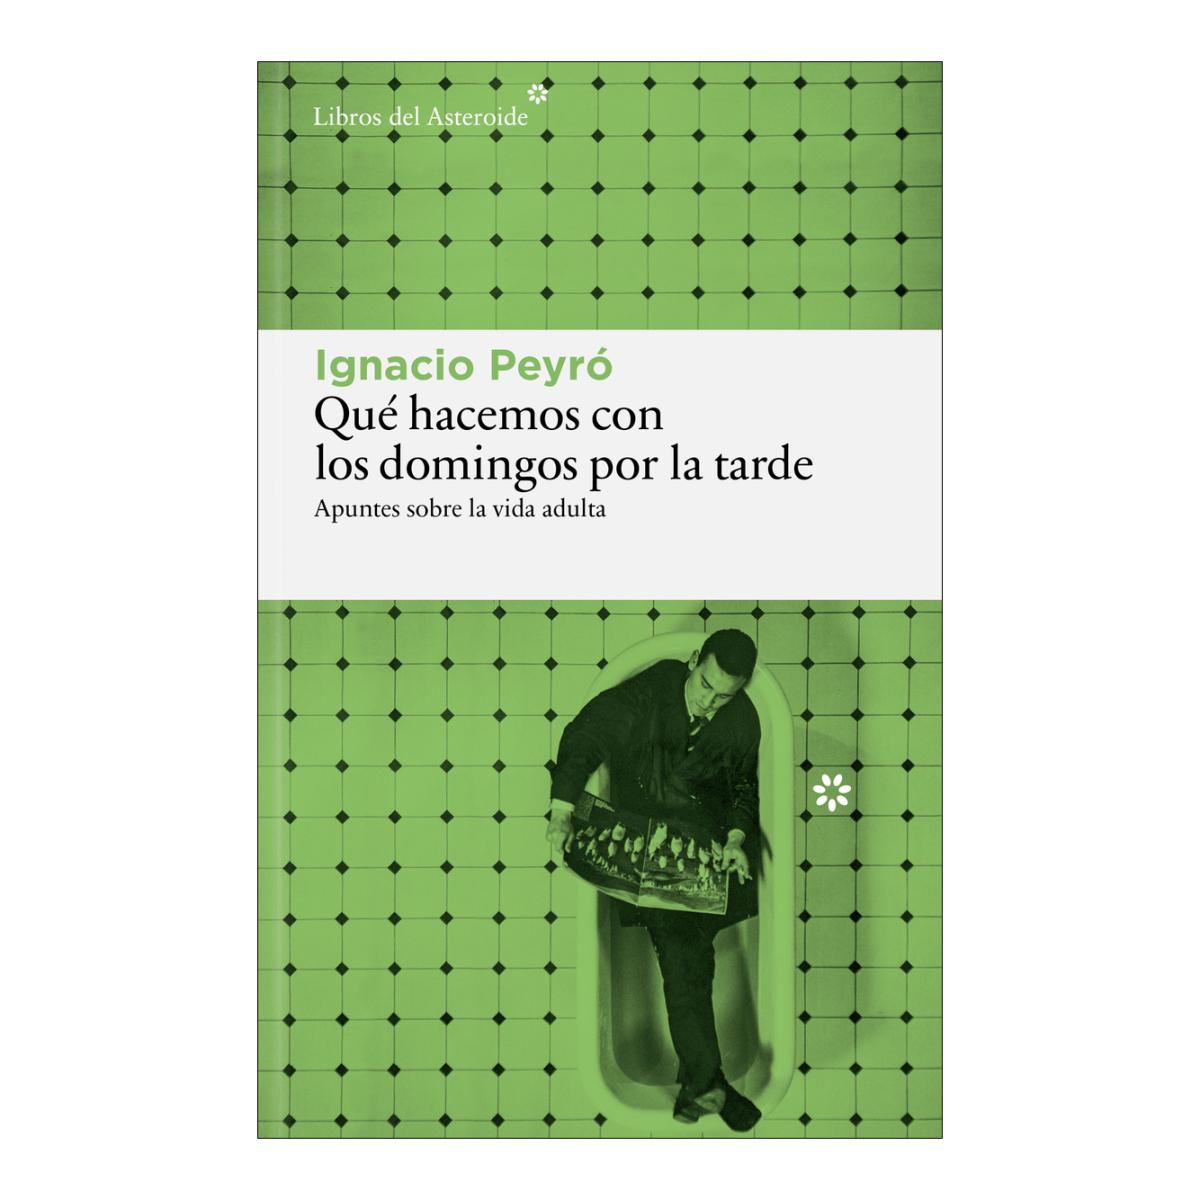 Libros del Asteroide
Ignacio Peyró
Qué hacemos con
los domingos por la tarde
Apuntes sobre la vida adulta